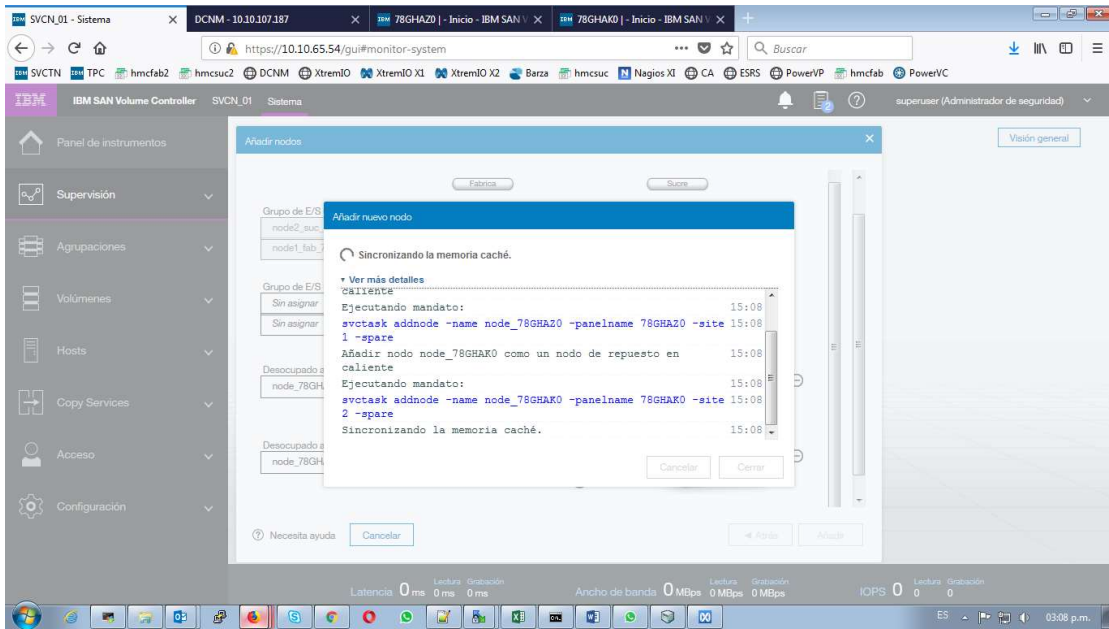 SVCN_01 - Sistema
DCNM - 10.10.107.187
78GHAZ0 | - Inicio - IBM SAN V
78GHAK0 | - Inicio - IBM SAN V
https://10.10.65.54/gui#monitor-system
Buscar
SVCTN TPC hmcfab2 hmcsuc2 DCNM XtremIO XtremIO X1 XtremIO X2 Barza hmcsuc Nagios XI CA ESRS PowerVP hmcfab PowerVC
IBM
IBM SAN Volume Controller SVCN_01 Sistema
2
superuser (Administrador de seguridad)
Panel de instrumentos
Supervisión
Agrupaciones
Volúmenes
Hosts
Copy Services
Acceso
Configuración
Visión general
Añadir nodos
Fabrica
Sucre
Grupo de E/S
node2_suc_
node1_fab_
Grupo de E/S
Sin asignar
Sin asignar
Desocupado
node_78GH
Desocupado
node_78GH
Añadir nuevo nodo
Sincronizando la memoria caché.
Ver más detalles
caliente
Ejecutando mandato: 15:08
svctask addnode -name node_78GHAZ0 -panelname 78GHAZ0 -site 15:08
1 -spare
Añadir nodo node_78GHAK0 como un nodo de repuesto en 15:08
caliente
Ejecutando mandato: 15:08
svctask addnode -name node_78GHAK0 -panelname 78GHAK0 -site 15:08
2 -spare
Sincronizando la memoria caché. 15:08
Cancelar
Cerrar
Necesita ayuda
Cancelar
Atrás
Añadir
Latencia 0 ms Lectura 0 ms Grabación 0 ms
Ancho de banda 0 MBps Lectura 0 MBps Grabación 0 MBps
IOPS 0 Lectura 0 Grabación 0
ES
03:08 p.m.